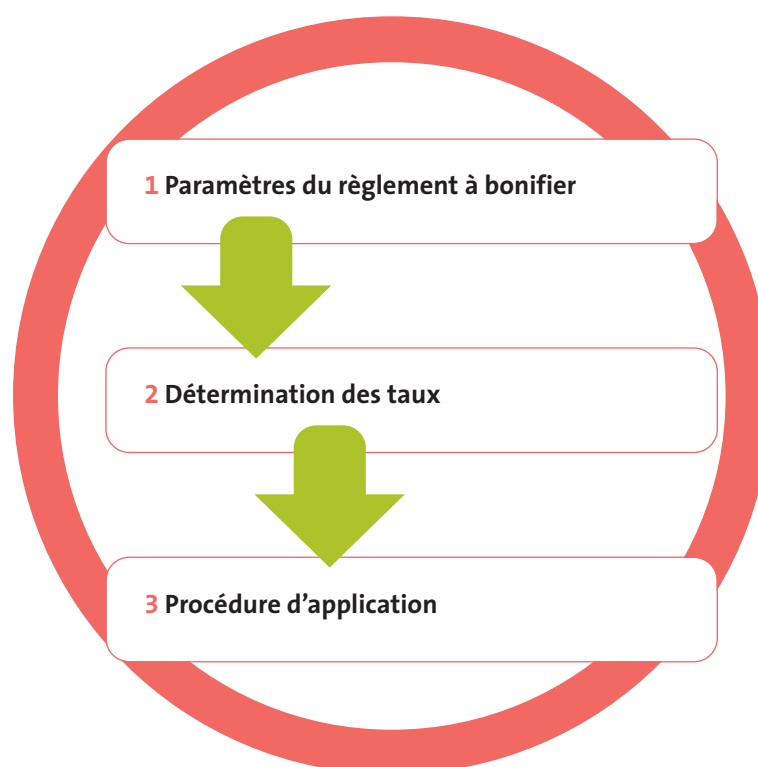 1 Paramètres du règlement à bonifier
2 Détermination des taux
3 Procédure d’application